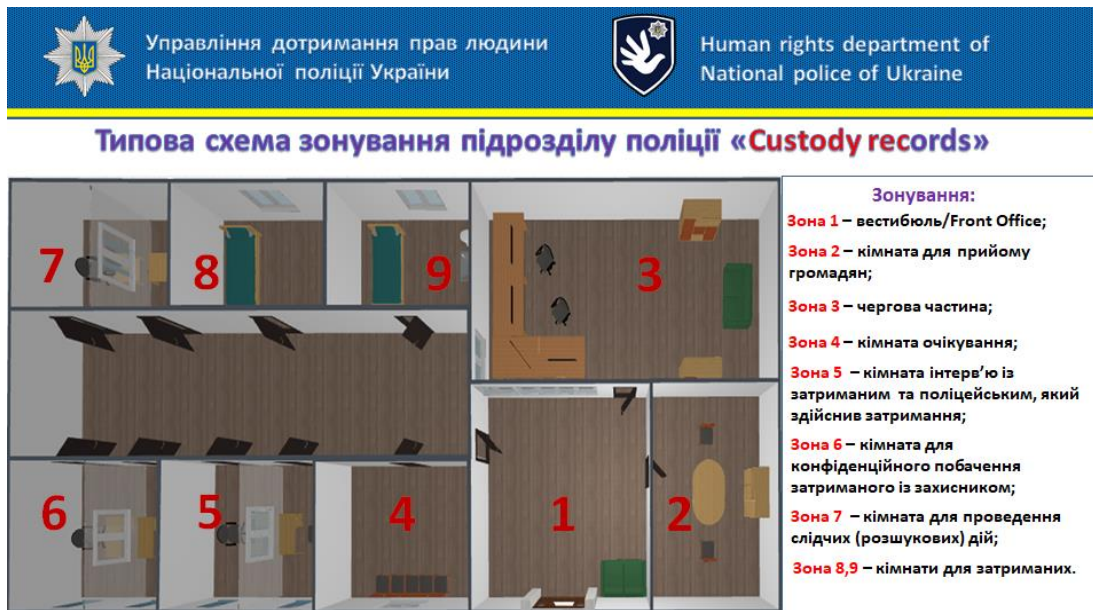 Управління дотримання прав людини
Національної поліції України
Human rights department of
National police of Ukraine
Типова схема зонування підрозділу поліції «Custody records»
7
8
9
3
6
5
4
1
2
Зонування:
Зона 1 – вестибюль/Front Office;
Зона 2 – кімната для прийому
громадян;
Зона 3 – чергова частина;
Зона 4 – кімната очікування;
Зона 5 – кімната інтерв’ю із
затриманим та поліцейським, який
здійснив затримання;
Зона 6 – кімната для
конфіденційного побачення
затриманого із захисником;
Зона 7 – кімната для проведення
слідчих (розшукових) дій;
Зона 8,9 – кімнати для затриманих.